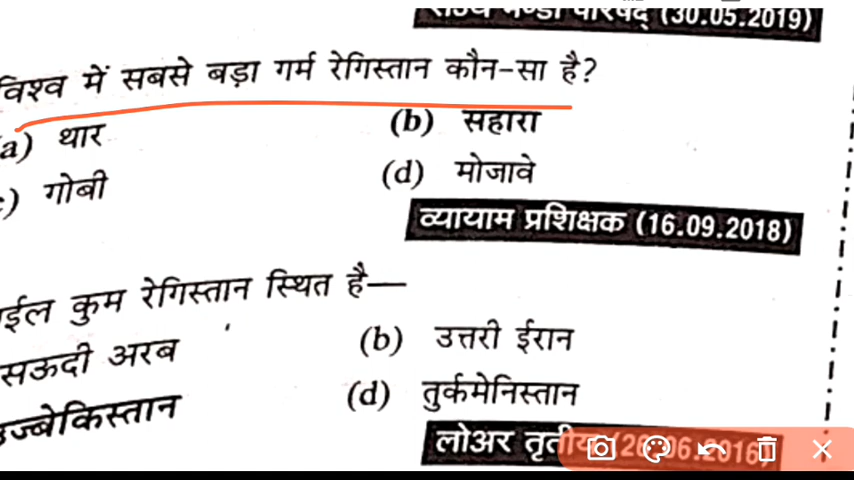 (30.05.2019)
विश्व में सबसे बड़ा गर्म रेगिस्तान कौन-सा है?
a) थार
(b) सहारा
) गोबी
(d) मोजावे
व्यायाम प्रशिक्षक (16.09.2018)
ईल कुम रेगिस्तान स्थित है—
सऊदी अरब
(b) उत्तरी ईरान
उज्बेकिस्तान
(d) तुर्कमेनिस्तान
लोअर